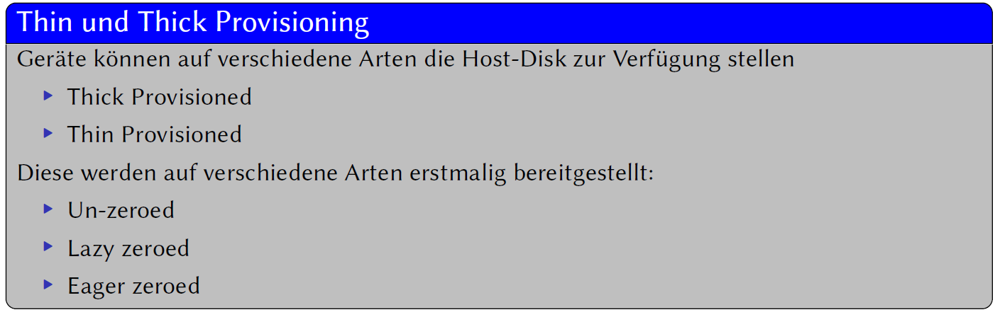 Thin und Thick Provisioning
Geräte können auf verschiedene Arten die Host-Disk zur Verfügung stellen
Thick Provisioned
Thin Provisioned
Diese werden auf verschiedene Arten erstmalig bereitgestellt:
Un-zeroed
Lazy zeroed
Eager zeroed